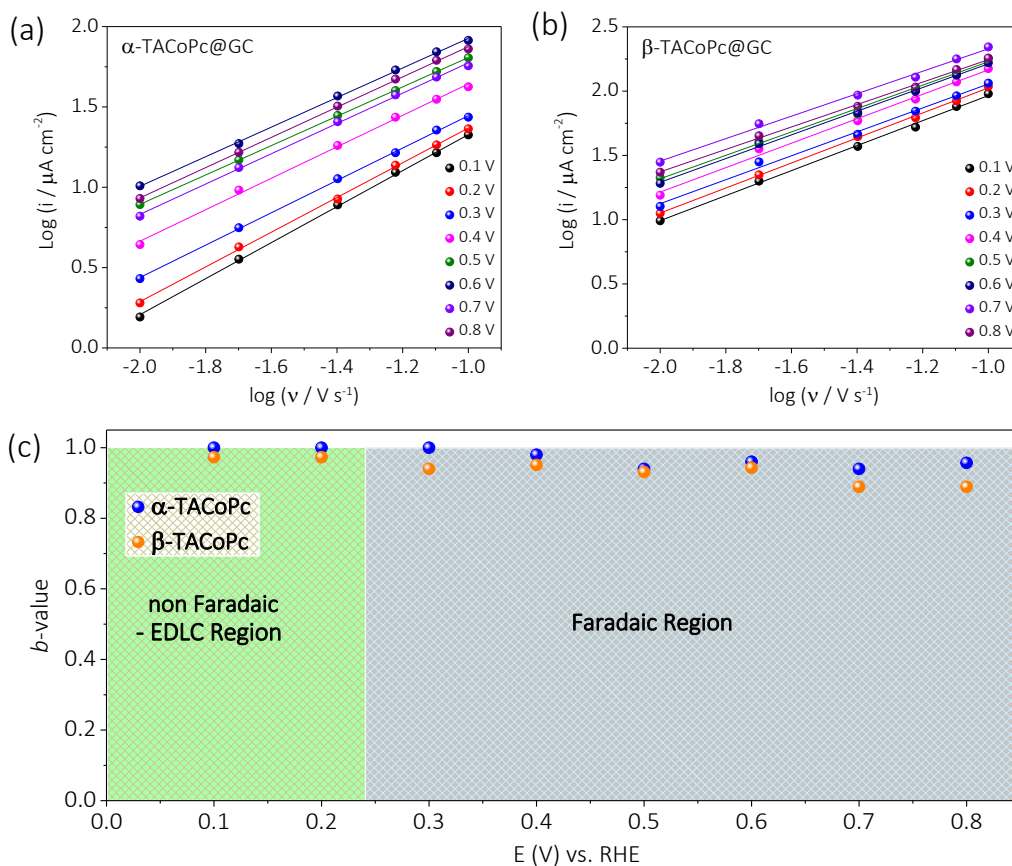 (a)
α-TACoPc@GC
2.0
1.5
1.0
0.5
0.0
Log (i / μA cm⁻²)
-2.0 -1.8 -1.6 -1.4 -1.2 -1.0
log (ν / V s⁻¹)
0.1 V
0.2 V
0.3 V
0.4 V
0.5 V
0.6 V
0.7 V
0.8 V
(b)
β-TACoPc@GC
2.5
2.0
1.5
1.0
0.5
0.0
Log (i / μA cm⁻²)
-2.0 -1.8 -1.6 -1.4 -1.2 -1.0
log (ν / V s⁻¹)
0.1 V
0.2 V
0.3 V
0.4 V
0.5 V
0.6 V
0.7 V
0.8 V
(c)
1.0
0.8
0.6
0.4
0.2
0.0
b-value
α-TACoPc
β-TACoPc
non Faradaic
- EDLC Region
Faradaic Region
0.0 0.1 0.2 0.3 0.4 0.5 0.6 0.7 0.8
E (V) vs. RHE